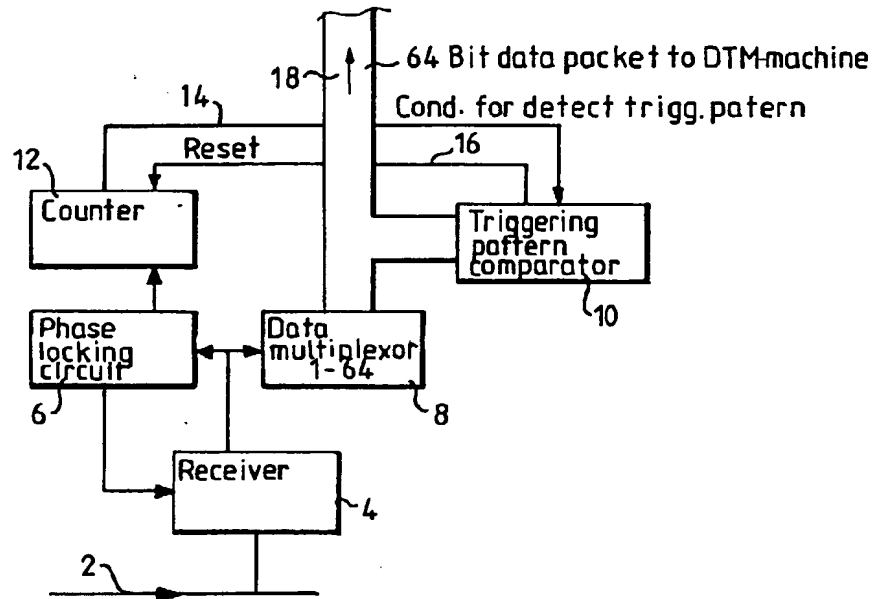 64 Bit data packet to DTM-machine
18
14
Cond. for detect trigg. patern
12
Reset
16
Counter
Triggering
pattern
comparator
10
Phase
locking
circuit
6
Data
multiplexor
1-64
8
Receiver
4
2